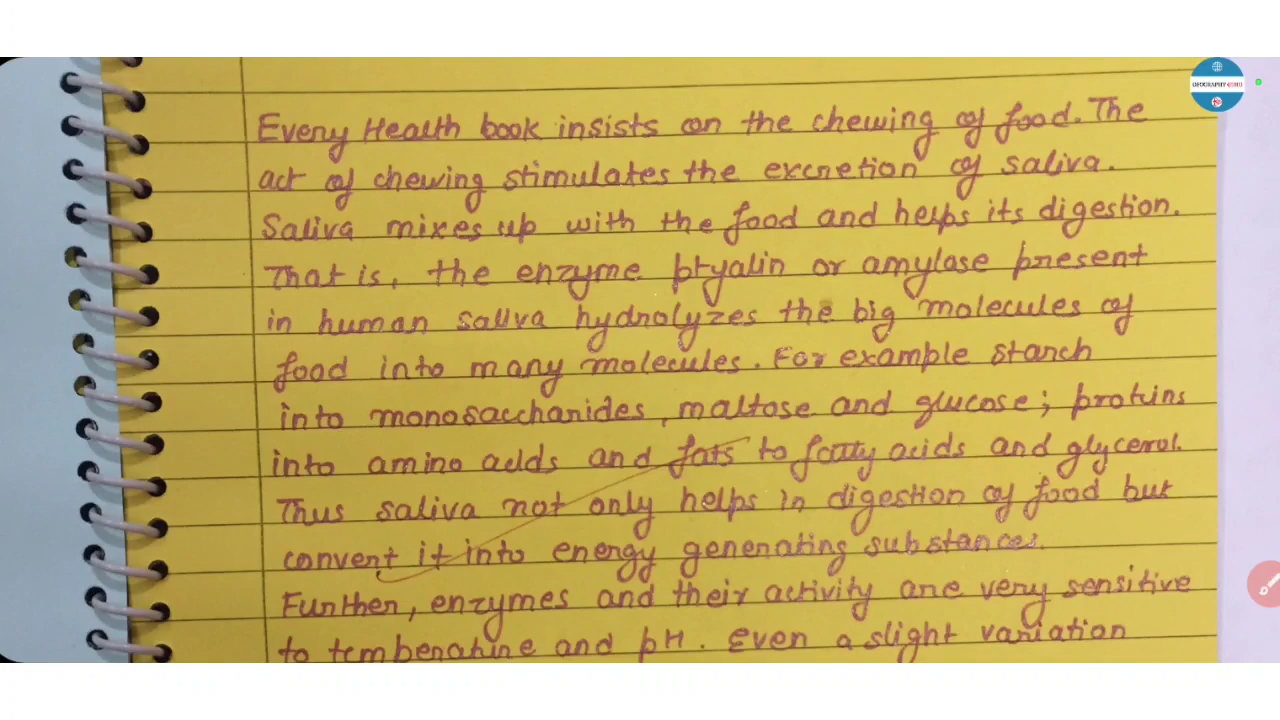 GEOGRAPHY GURU
Every Health book insists on the chewing of food. The
act of chewing stimulates the excretion of saliva.
Saliva mixes up with the food and helps its digestion.
That is, the enzyme ptyalin or amylase present
in human saliva hydrolyzes the big molecules of
food into many molecules. For example starch
into monosaccharides, maltose and glucose; protins
into amino acids and fats to fatty acids and glycerol.
Thus saliva not only helps in digestion of food but
convert it into energy generating substances.
Further, enzymes and their activity are very sensitive
to temperature and pH. Even a slight variation